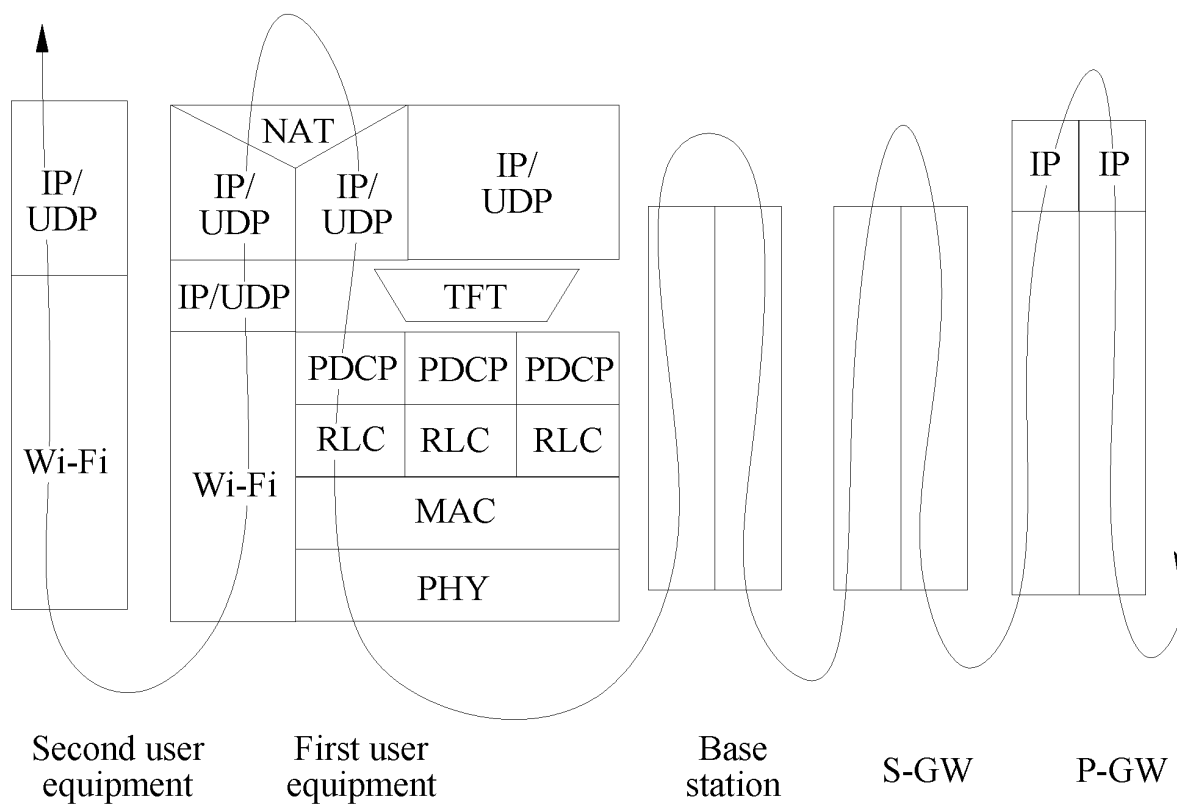 NAT
IP/
UDP
IP/
UDP
IP/
UDP
IP/
UDP
IP
IP
IP/UDP
TFT
PDCP
PDCP
PDCP
RLC
RLC
RLC
Wi-Fi
Wi-Fi
MAC
PHY
Second user
equipment
First user
equipment
Base
station
S-GW
P-GW